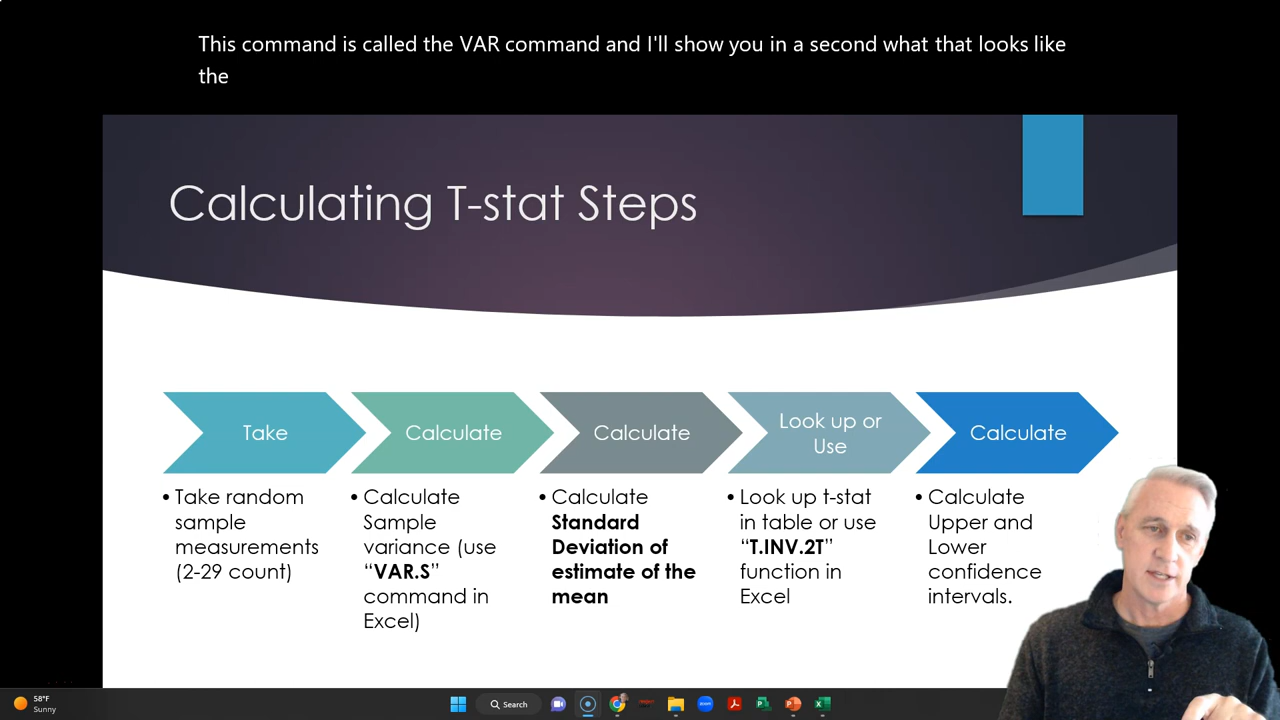 This command is called the VAR command and I'll show you in a second what that looks like
the
Calculating T-stat Steps
Take
Calculate
Calculate
Look up or
Use
Calculate
• Take random
sample
measurements
(2-29 count)
• Calculate
Sample
variance (use
“VAR.S”
command in
Excel)
• Calculate
Standard
Deviation of
estimate of the
mean
• Look up t-stat
in table or use
“T.INV.2T”
function in
Excel
• Calculate
Upper and
Lower
confidence
intervals.
58°F
Sunny
Search